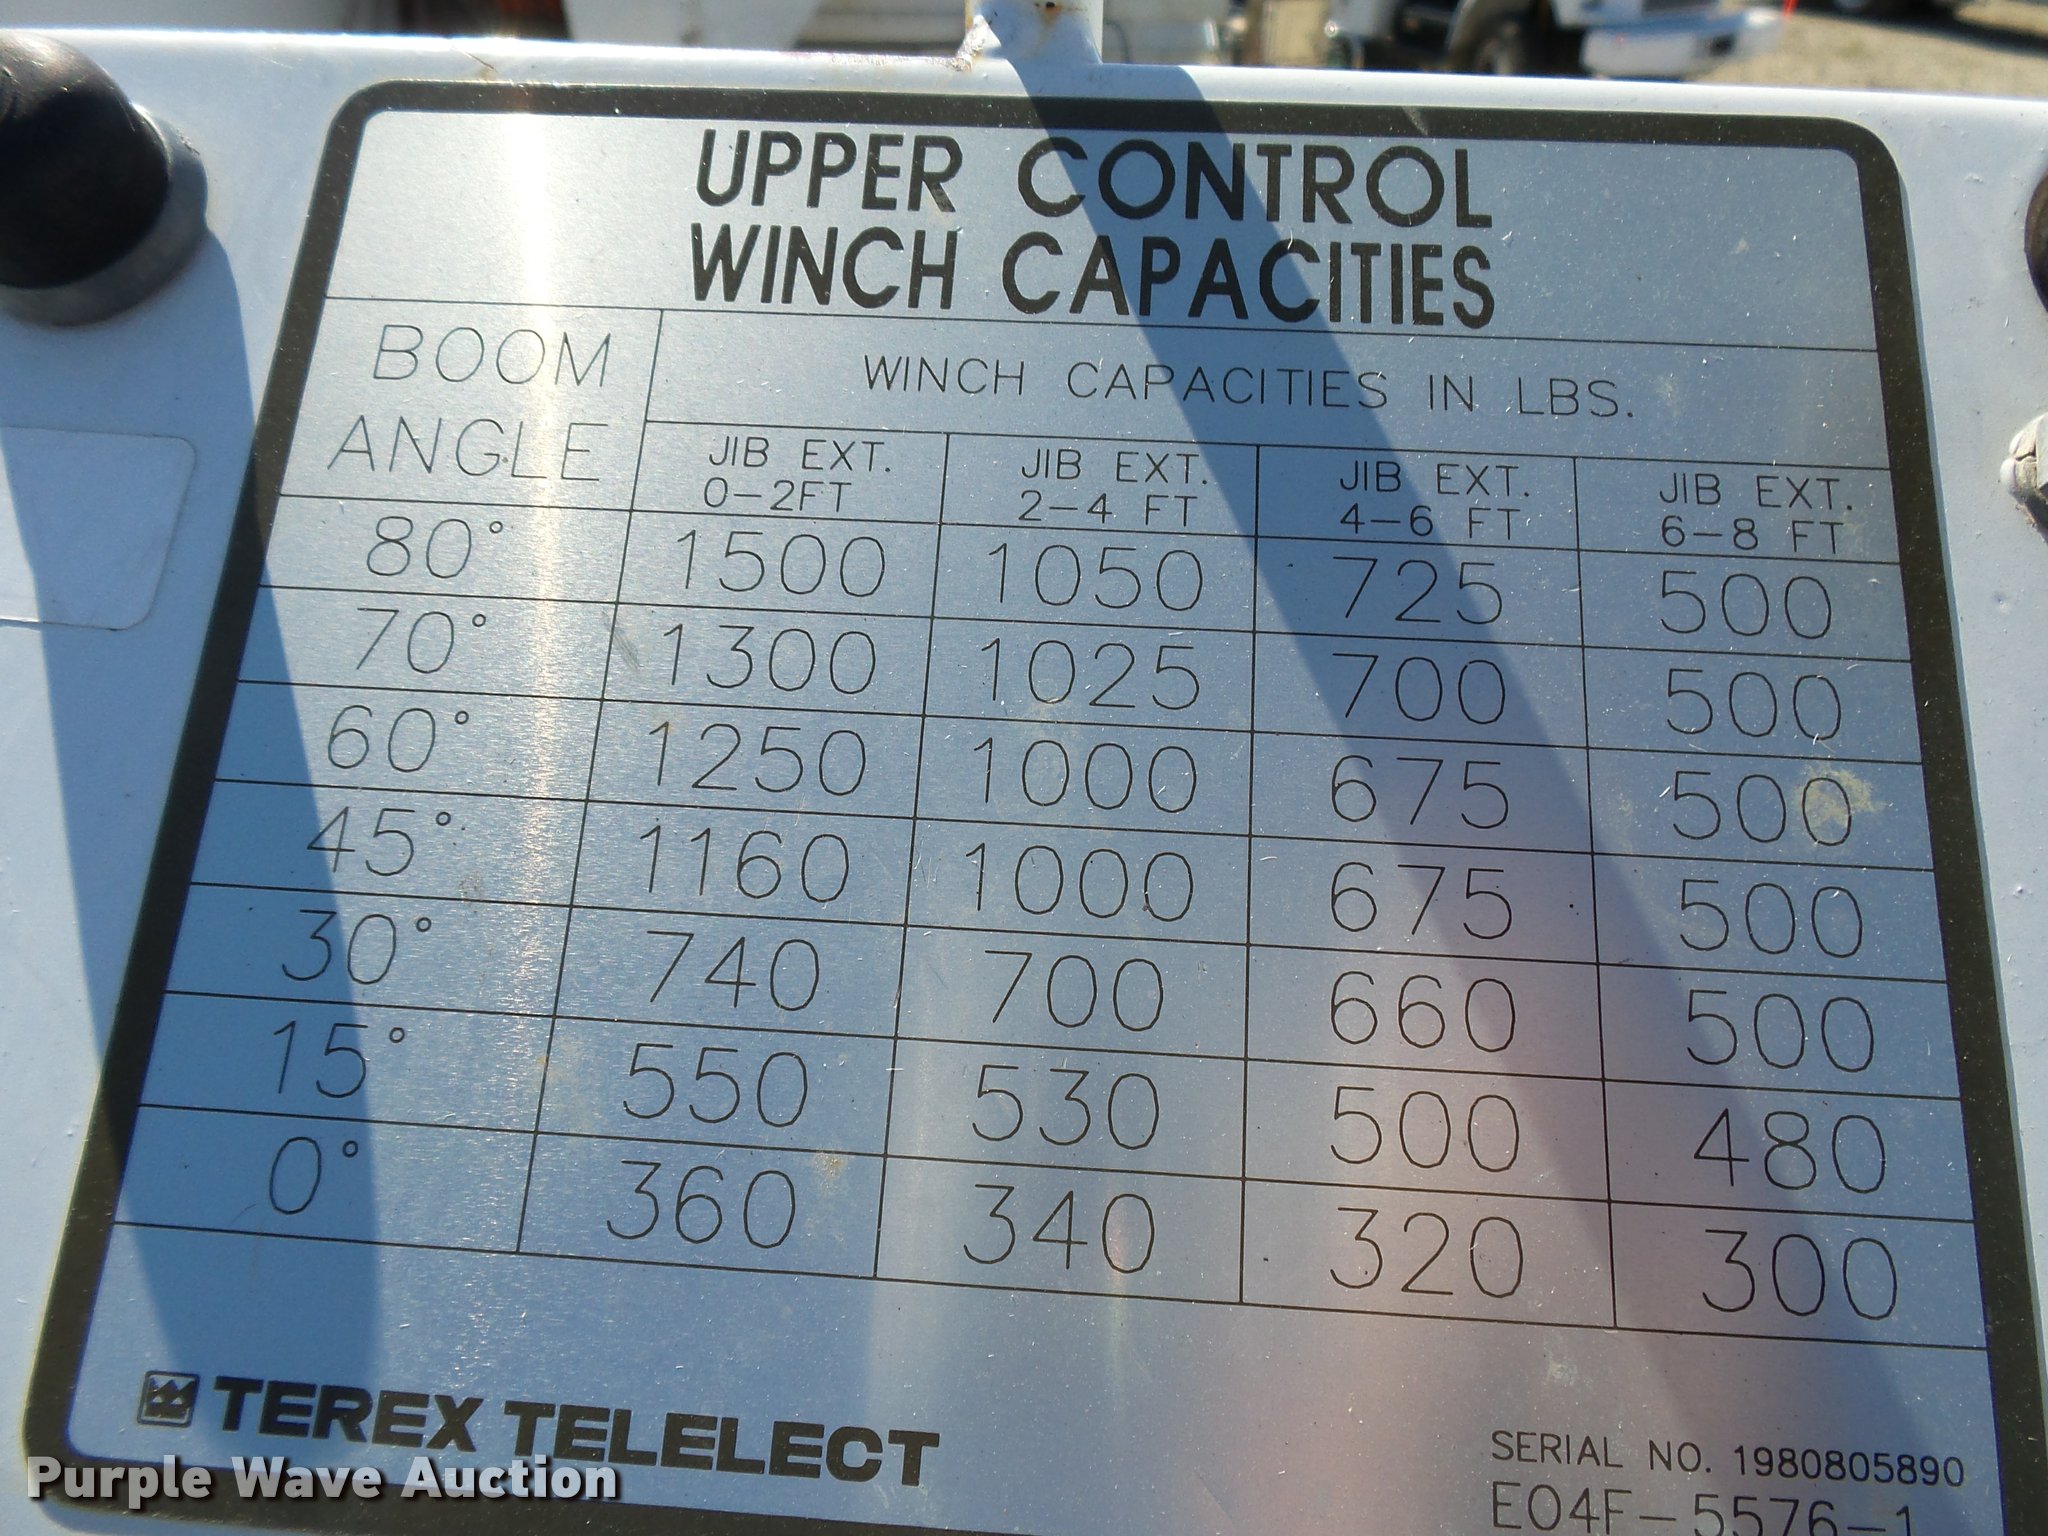 UPPER CONTROL
WINCH CAPACITIES
BOOM ANGLE
WINCH CAPACITIES IN LBS.
JIB EXT. 0-2FT JIB EXT. 2-4 FT JIB EXT. 4-6 FT JIB EXT. 6-8 FT
80° 1500 1050 725 500
70° 1300 1025 700 500
60° 1250 1000 675 500
45° 1160 1000 675 500
30° 740 700 660 500
15° 550 530 500 480
0° 360 340 320 300
TEREX TELELECT
SERIAL NO. 1980805890
E04F-5576-1
Purple Wave Auction